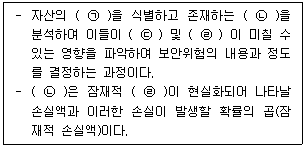 - 자산의 ( ㉠ )을 식별하고 존재하는 ( ㉡ )을
분석하여 이들이 ( ㉢ ) 및 ( ㉣ ) 이 미칠 수
있는 영향을 파악하여 보안위험의 내용과 정도
를 결정하는 과정이다.
- ( ㉡ )은 잠재적 ( ㉣ )이 현실화되어 나타날
손실액과 이러한 손실이 발생할 확률의 곱(잠
재적 손실액)이다.